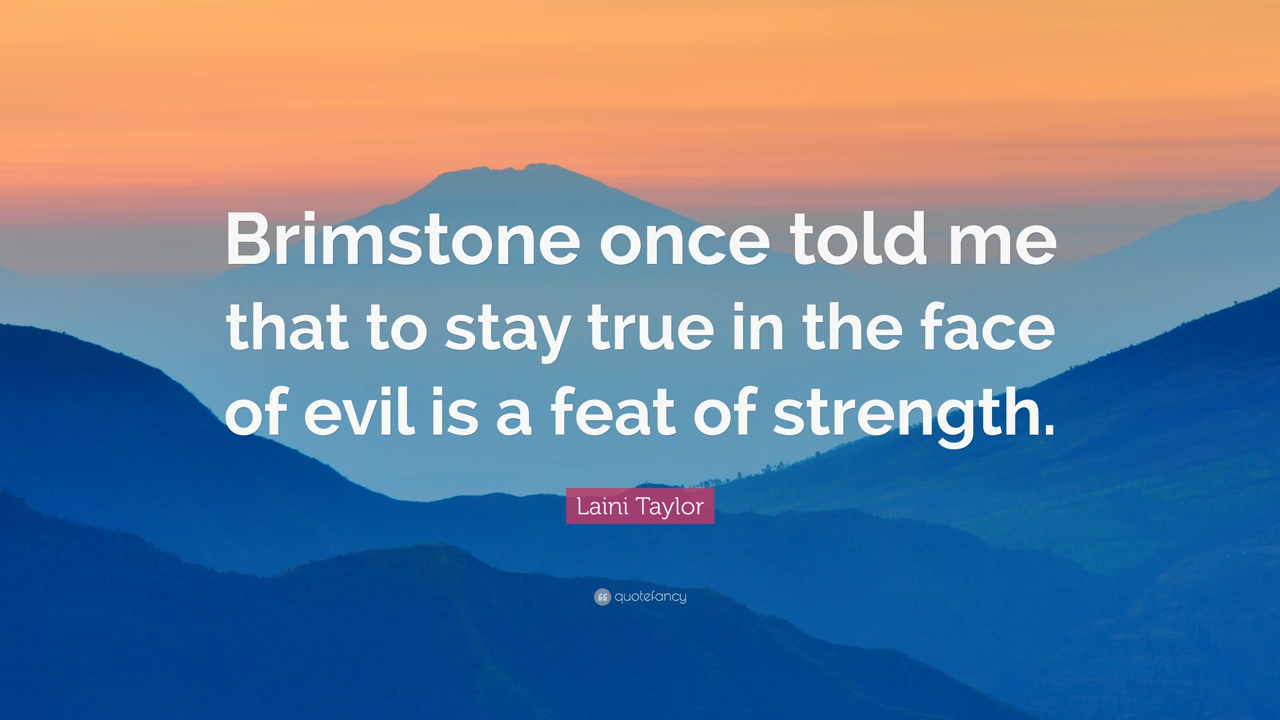 Brimstone once told me
that to stay true in the face
of evil is a feat of strength.
Laini Taylor
quotefancy